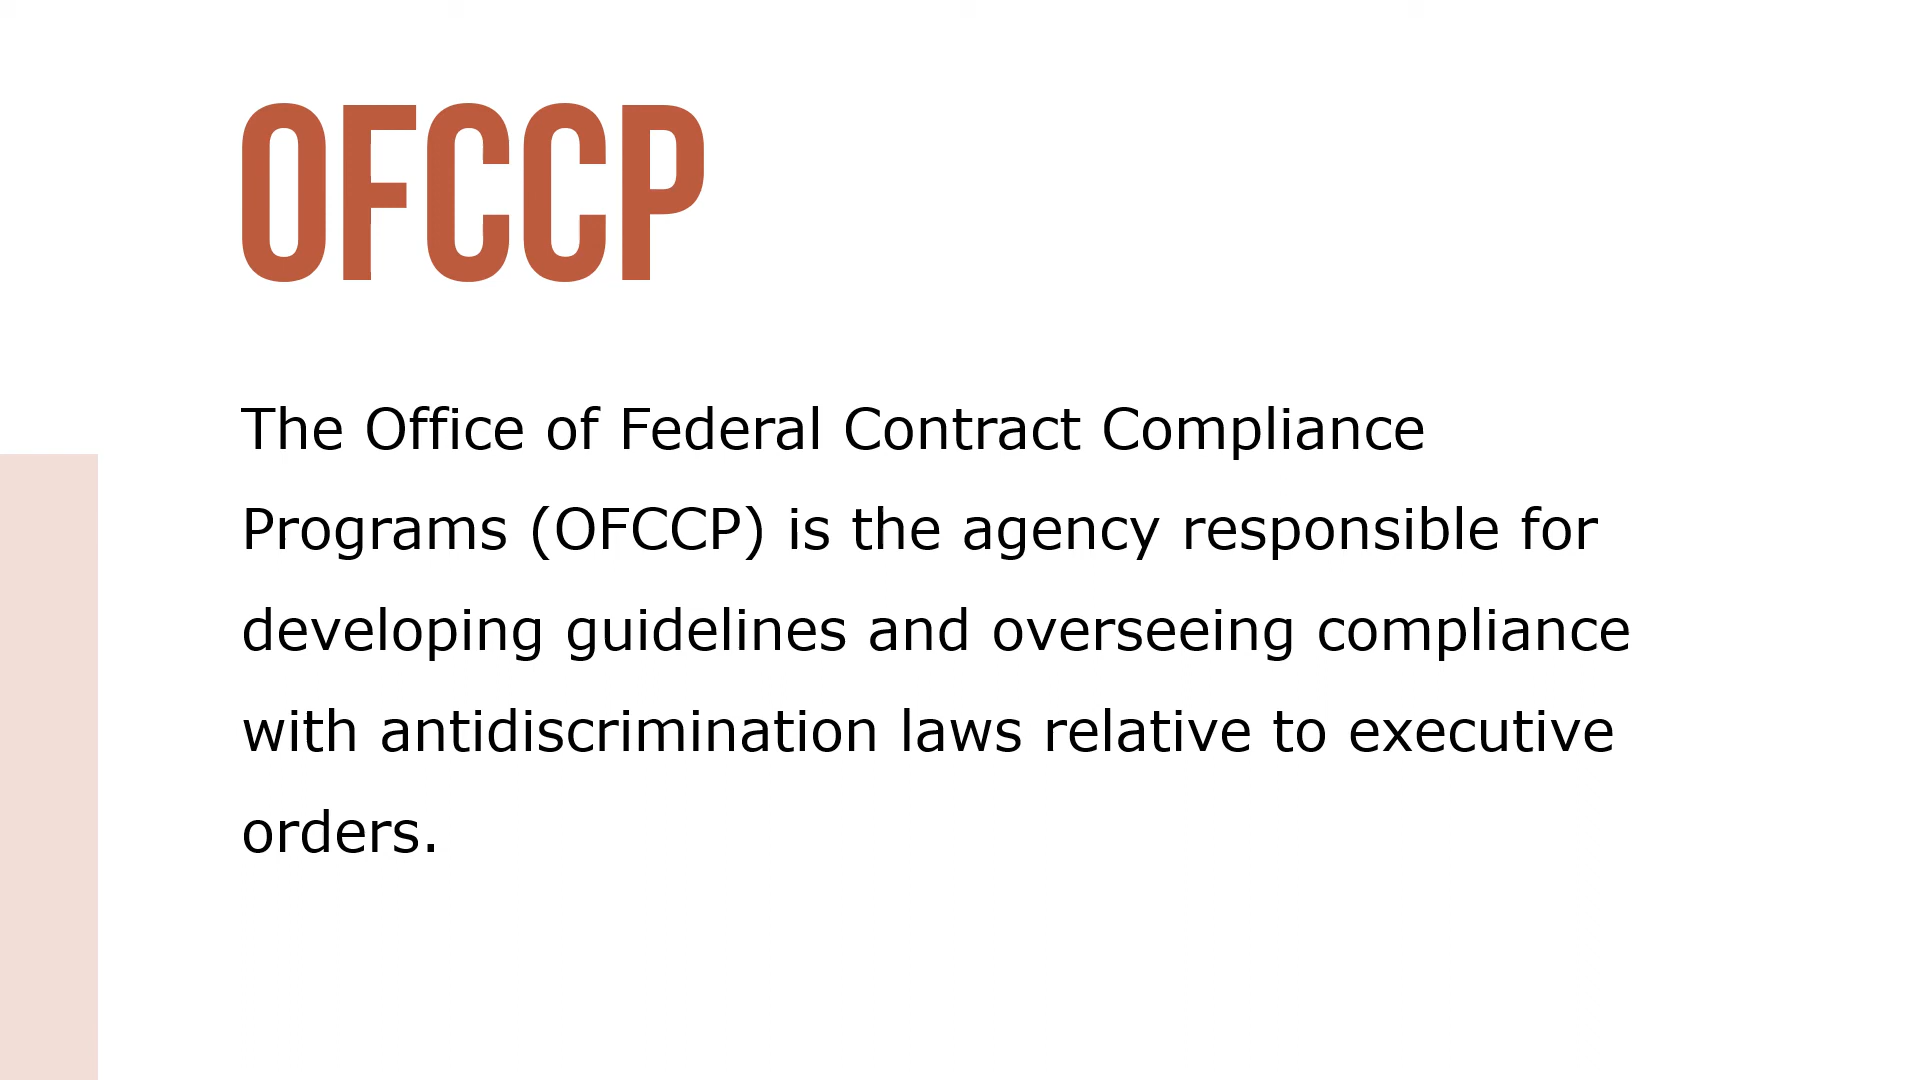 OFCCP
The Office of Federal Contract Compliance
Programs (OFCCP) is the agency responsible for
developing guidelines and overseeing compliance
with antidiscrimination laws relative to executive
orders.